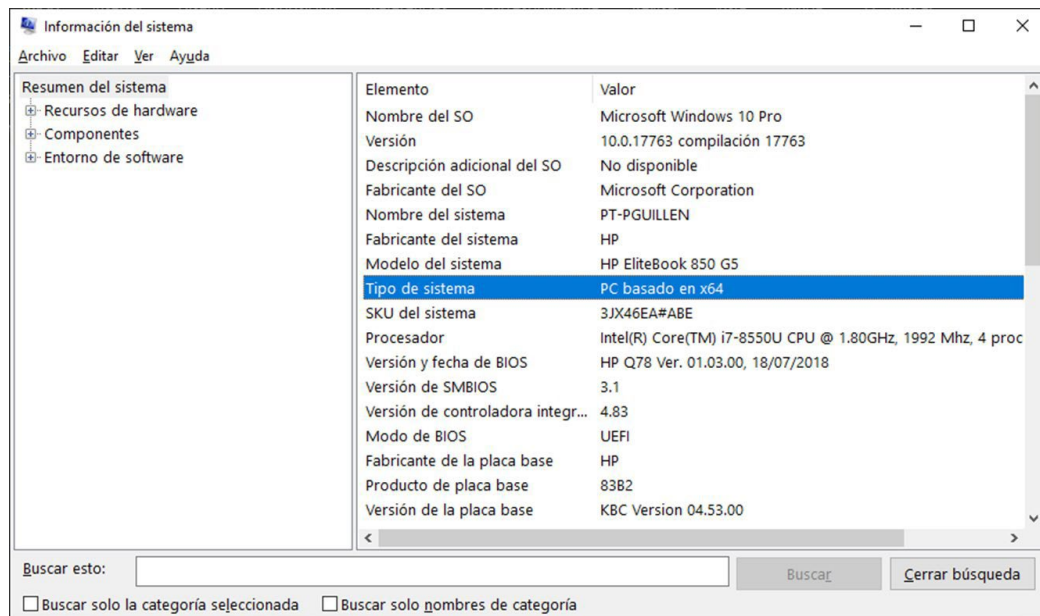 Información del sistema
Archivo Editar Ver Ayuda
Resumen del sistema
Recursos de hardware
Componentes
Entorno de software
Elemento Valor
Nombre del SO Microsoft Windows 10 Pro
Versión 10.0.17763 compilación 17763
Descripción adicional del SO No disponible
Fabricante del SO Microsoft Corporation
Nombre del sistema PT-PGUILLEN
Fabricante del sistema HP
Modelo del sistema HP EliteBook 850 G5
Tipo de sistema PC basado en x64
SKU del sistema 3JX46EA#ABE
Procesador Intel(R) Core(TM) i7-8550U CPU @ 1.80GHz, 1992 Mhz, 4 proc
Versión y fecha de BIOS HP Q78 Ver. 01.03.00, 18/07/2018
Versión de SMBIOS 3.1
Versión de controladora integr... 4.83
Modo de BIOS UEFI
Fabricante de la placa base HP
Producto de placa base 83B2
Versión de la placa base KBC Version 04.53.00
Buscar esto: Buscar Cerrar búsqueda
Buscar solo la categoría seleccionada Buscar solo nombres de categoría